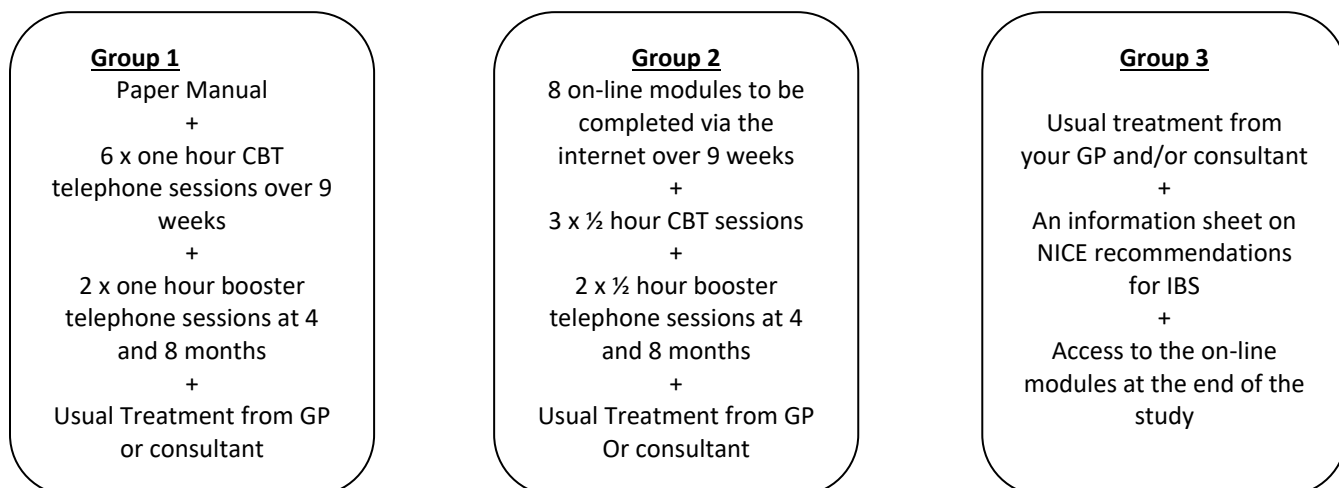 Group 1
Paper Manual
+
6 x one hour CBT
telephone sessions over 9
weeks
+
2 x one hour booster
telephone sessions at 4
and 8 months
+
Usual Treatment from GP
or consultant
Group 2
8 on-line modules to be
completed via the
internet over 9 weeks
+
3 x ½ hour CBT sessions
+
2 x ½ hour booster
telephone sessions at 4
and 8 months
+
Usual Treatment from GP
Or consultant
Group 3
Usual treatment from
your GP and/or consultant
+
An information sheet on
NICE recommendations
for IBS
+
Access to the on-line
modules at the end of the
study